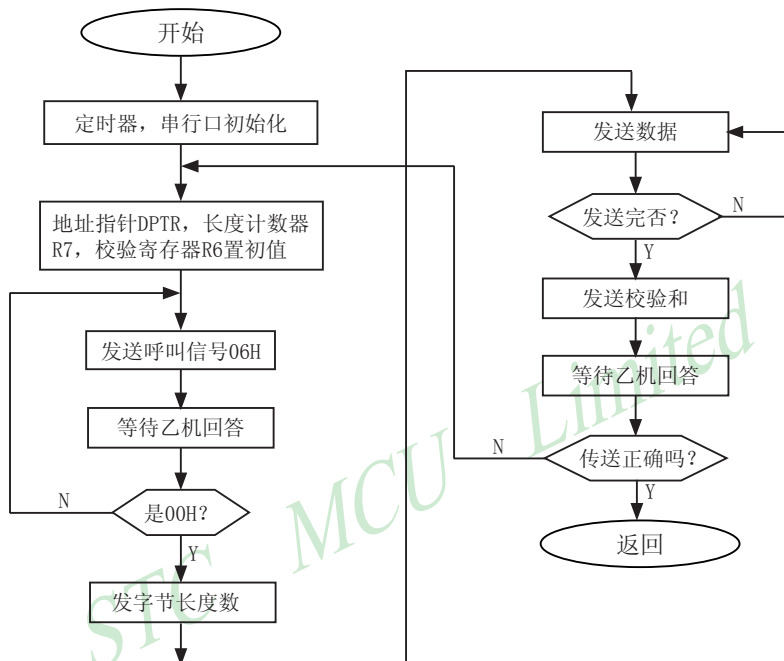 开始
定时器，串行口初始化
地址指针DPTR，长度计数器
R7，校验寄存器R6置初值
发送呼叫信号06H
等待乙机回答
是00H？
N
Y
发字节长度数
发送数据
发送完否？
N
Y
发送校验和
等待乙机回答
传送正确吗？
N
Y
返回
STC MCU Limited